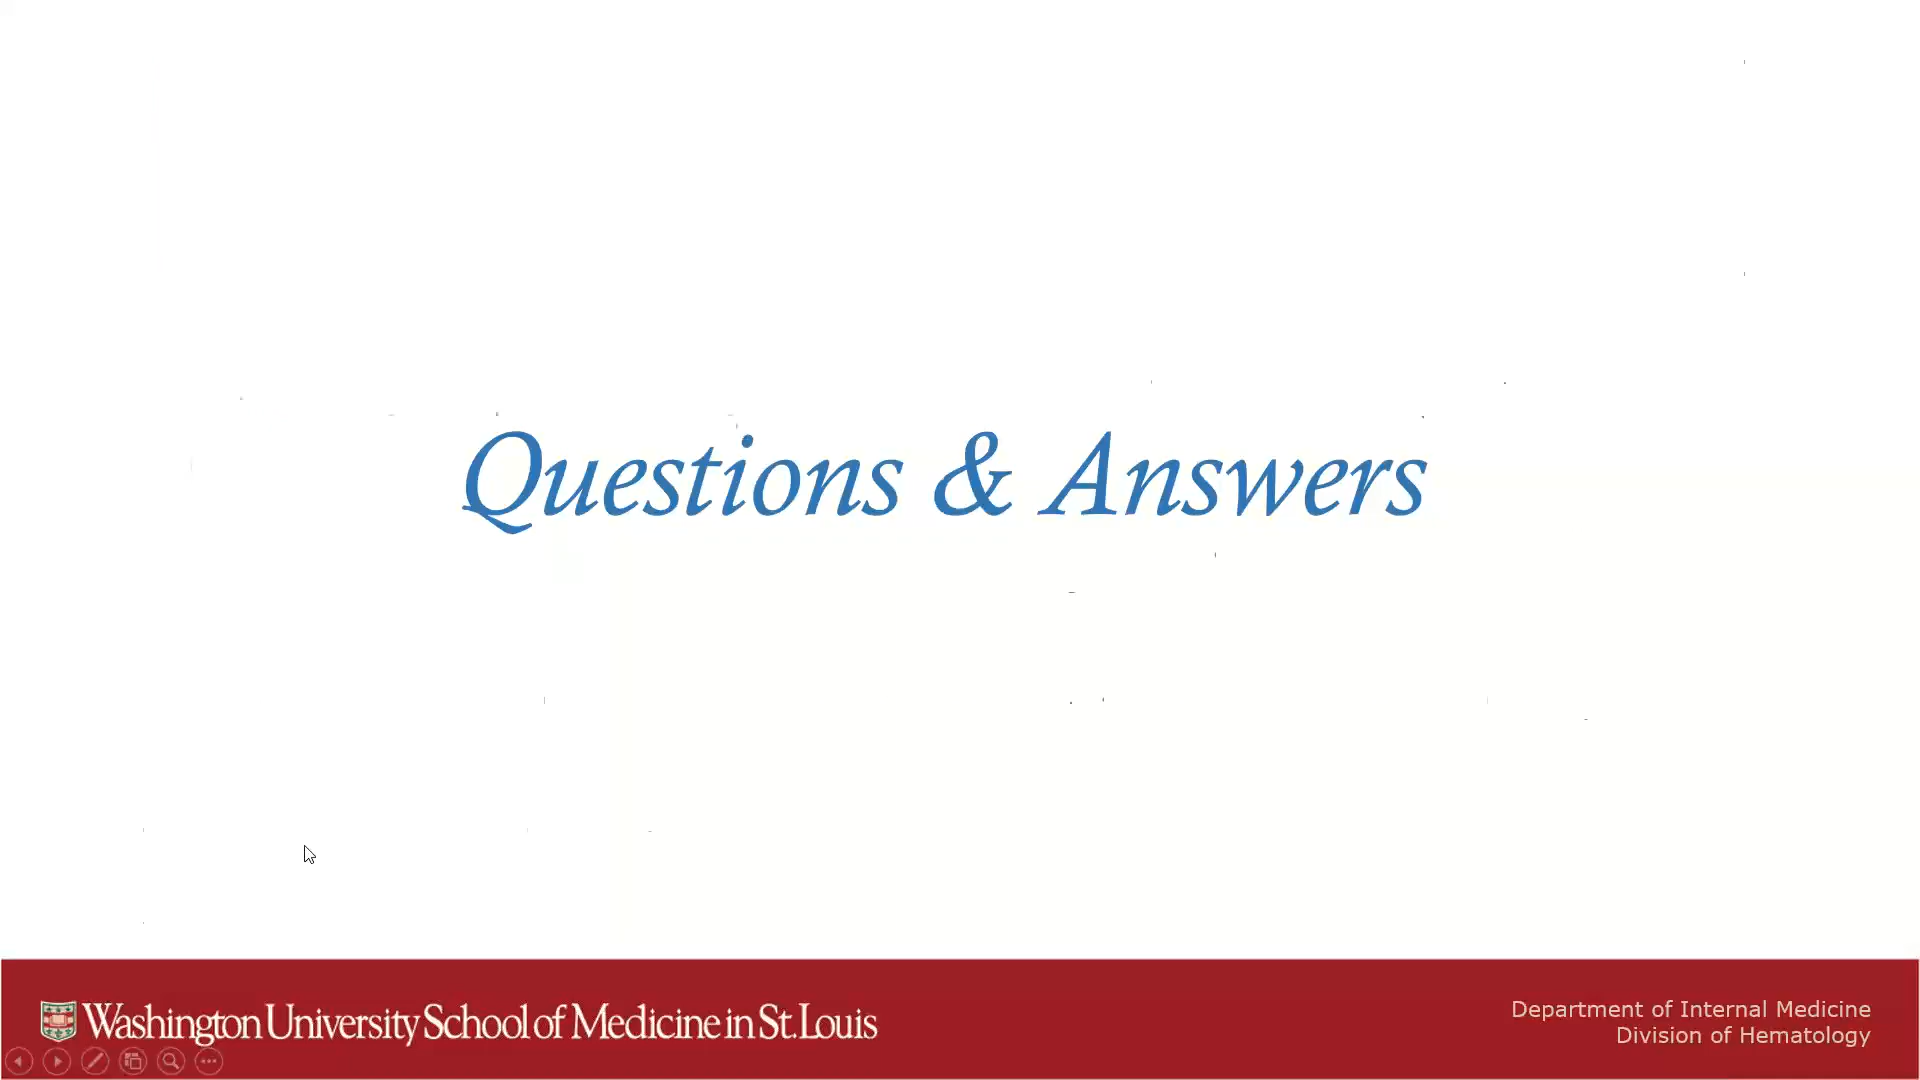 Questions & Answers
Washington University School of Medicine in St. Louis
Department of Internal Medicine
Division of Hematology